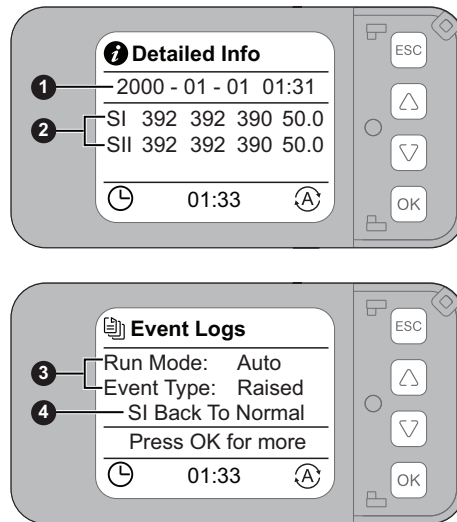 Detailed Info
ESC
1
2000 - 01 - 01 01:31
2
SI 392 392 390 50.0
SII 392 392 390 50.0
01:33
A
OK
Event Logs
ESC
3
Run Mode: Auto
Event Type: Raised
4
SI Back To Normal
Press OK for more
01:33
A
OK